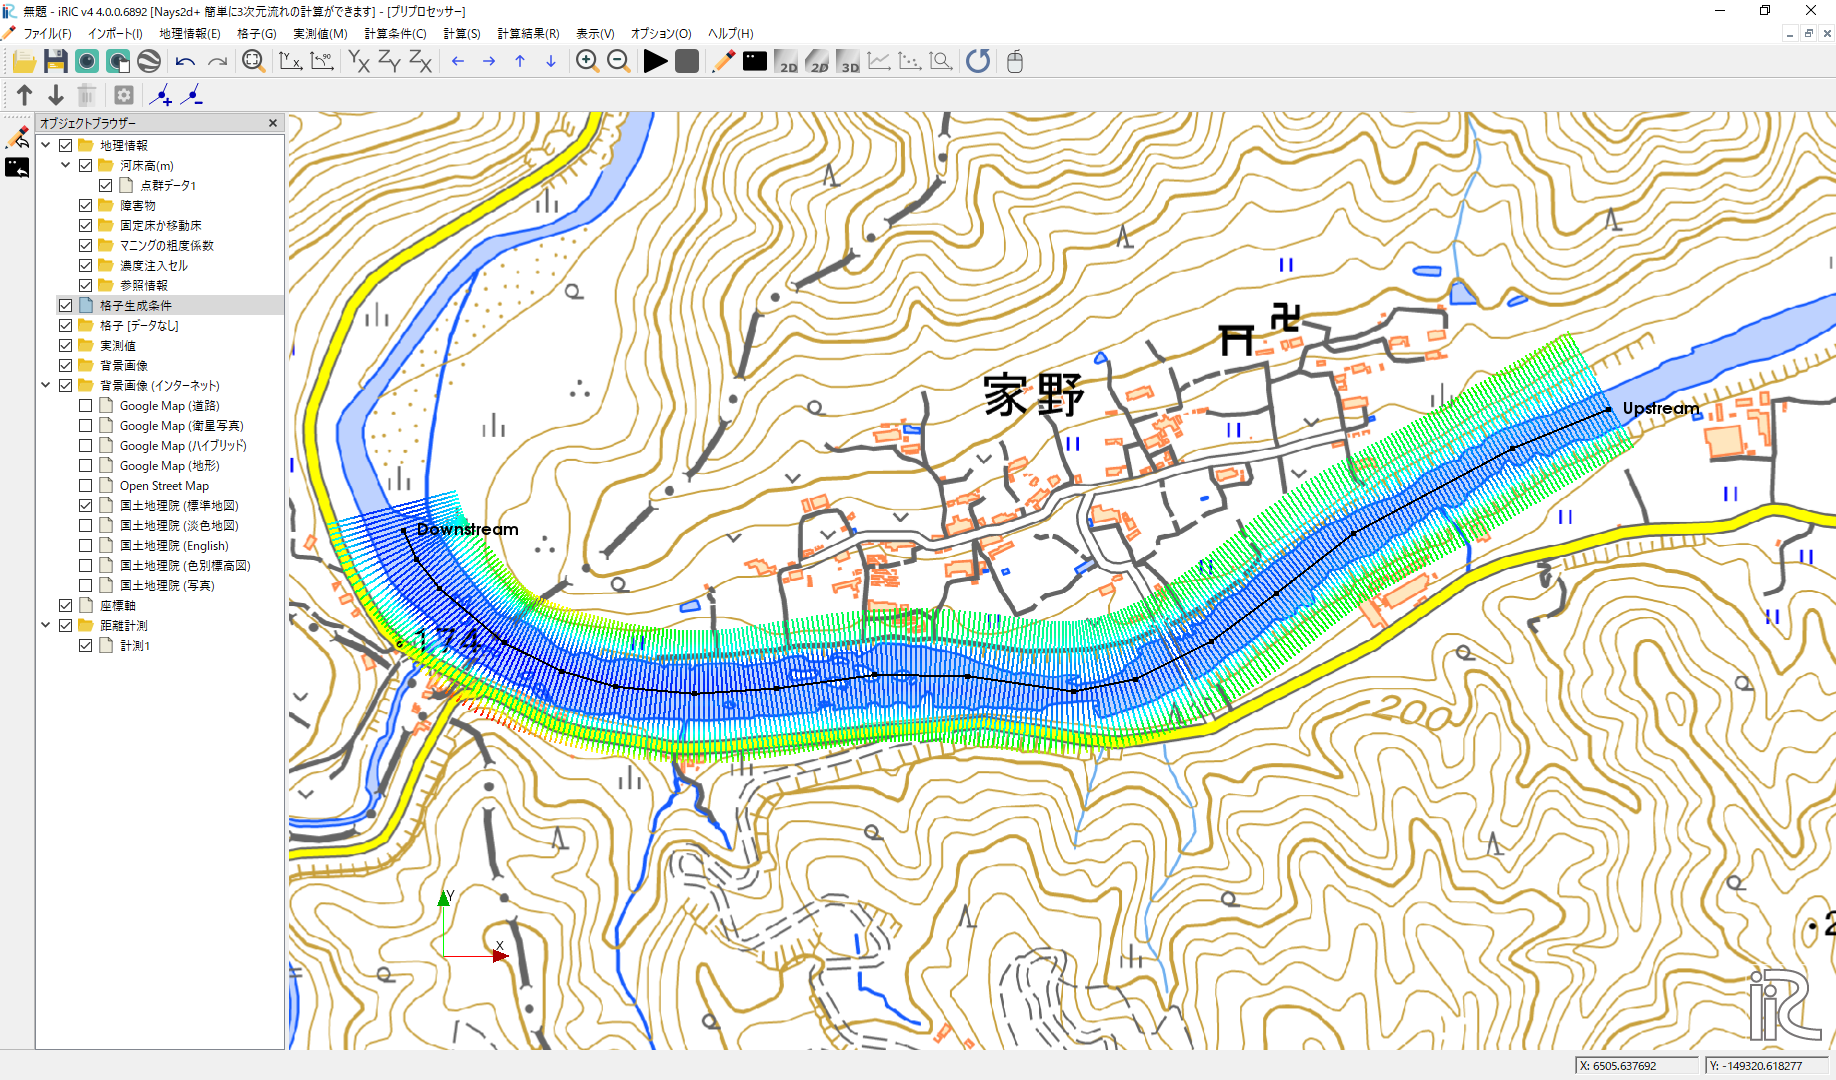 無題 - iRIC v4 4.0.0.6892 [Nays2d+ 簡単に3次元流れの計算ができます] - [プリプロセッサー]
ファイル(F) インポート(I) 地理情報(E) 格子(G) 実測値(M) 計算条件(C) 計算(S) 計算結果(R) 表示(V) オプション(O) ヘルプ(H)
2D 2D 3D
オブジェクトブラウザー
地理情報
河床高(m)
点群データ1
障害物
固定床か移動床
マニングの粗度係数
濃度注入セル
参照情報
格子生成条件
格子 [データなし]
実測値
背景画像
背景画像 (インターネット)
Google Map (道路)
Google Map (衛星写真)
Google Map (ハイブリッド)
Google Map (地形)
Open Street Map
国土地理院 (標準地図)
国土地理院 (淡色地図)
国土地理院 (English)
国土地理院 (色別標高図)
国土地理院 (写真)
座標軸
距離計測
計測1
家野
Upstream
Downstream
174
200
Y
X
iRIC
X: 6505.637692 Y: -149320.618277